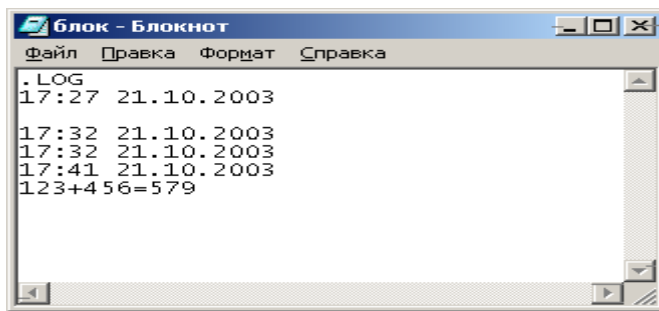 блок - Блокнот
Файл Правка Формат Справка
.LOG
17:27 21.10.2003
17:32 21.10.2003
17:32 21.10.2003
17:41 21.10.2003
123+456=579